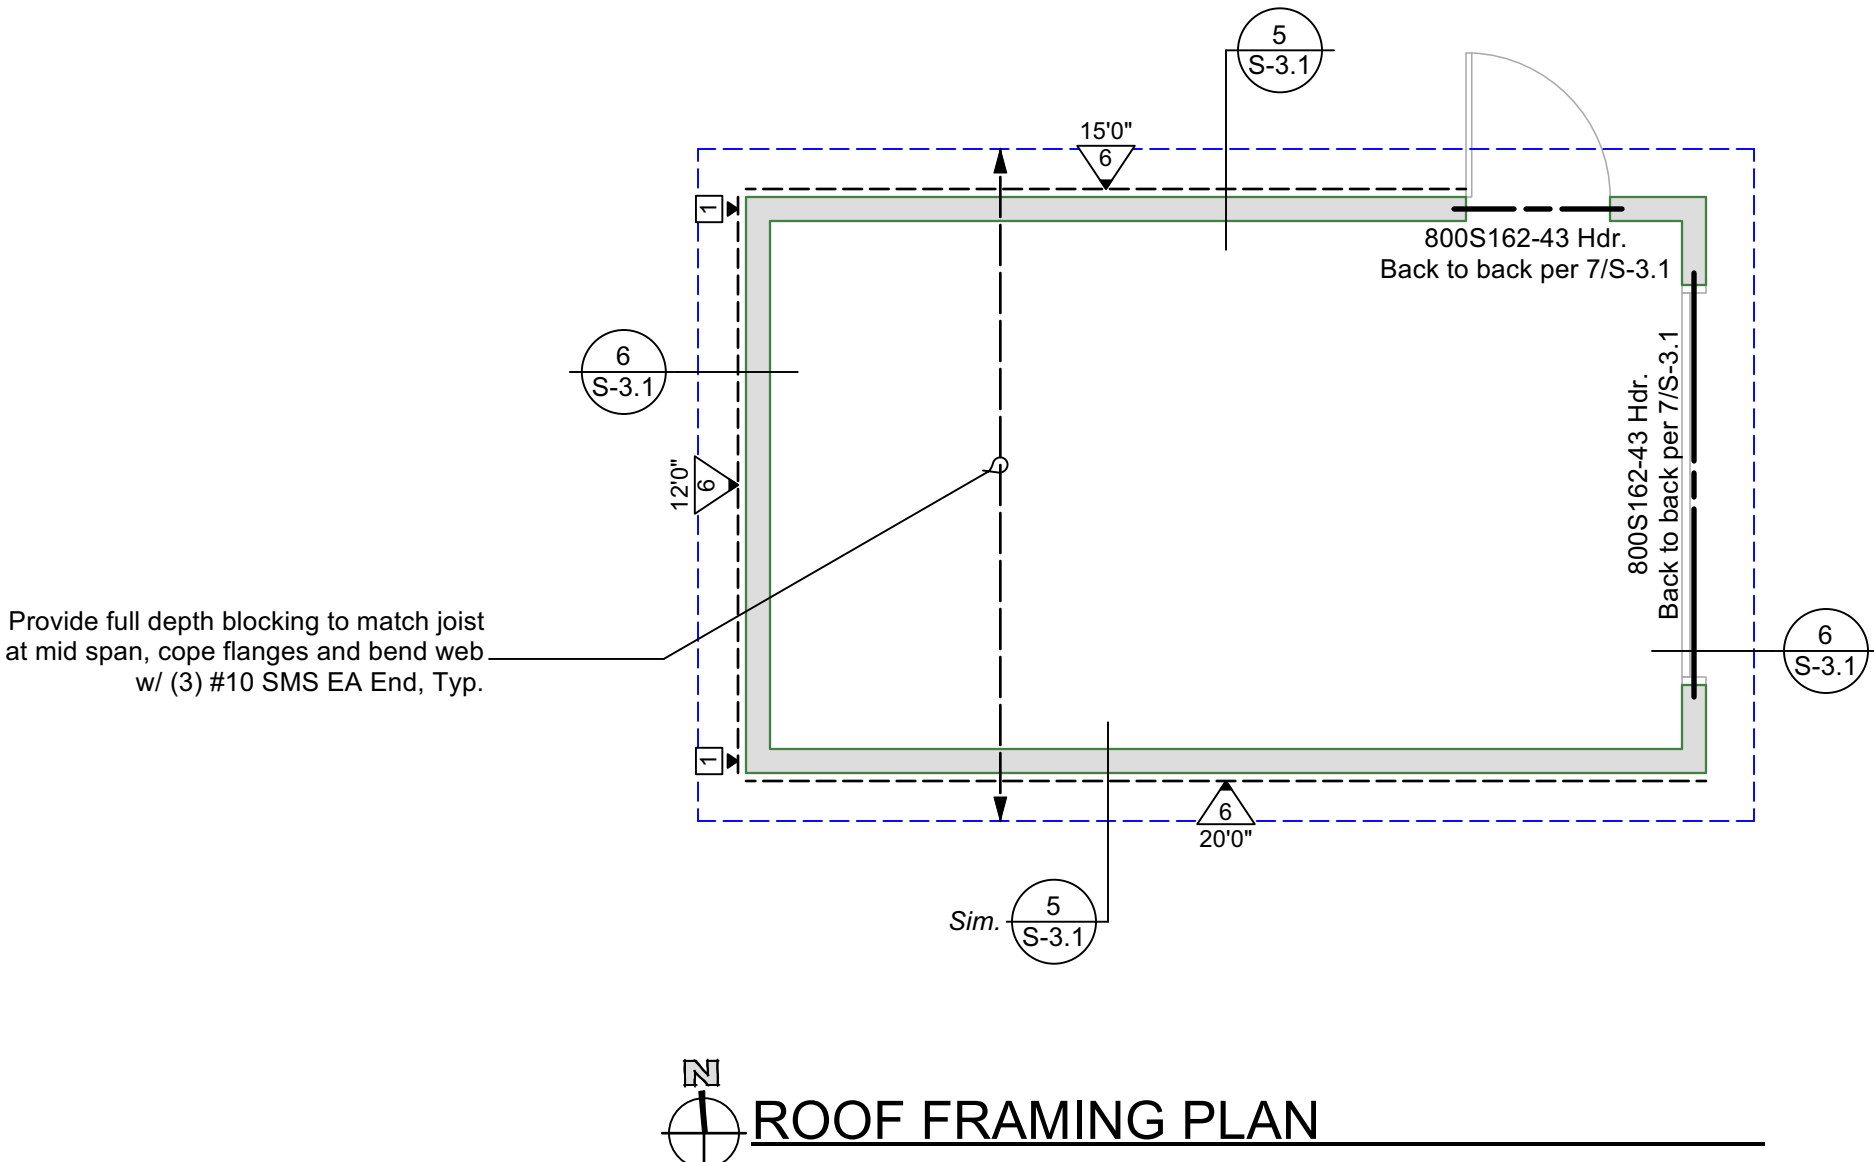 5
S-3.1
15'0"
6
1
800S162-43 Hdr.
Back to back per 7/S-3.1
6
S-3.1
800S162-43 Hdr.
Back to back per 7/S-3.1
12'0"
6
Provide full depth blocking to match joist
at mid span, cope flanges and bend web
w/ (3) #10 SMS EA End, Typ.
6
S-3.1
1
6
20'0"
Sim.
5
S-3.1
N
ROOF FRAMING PLAN